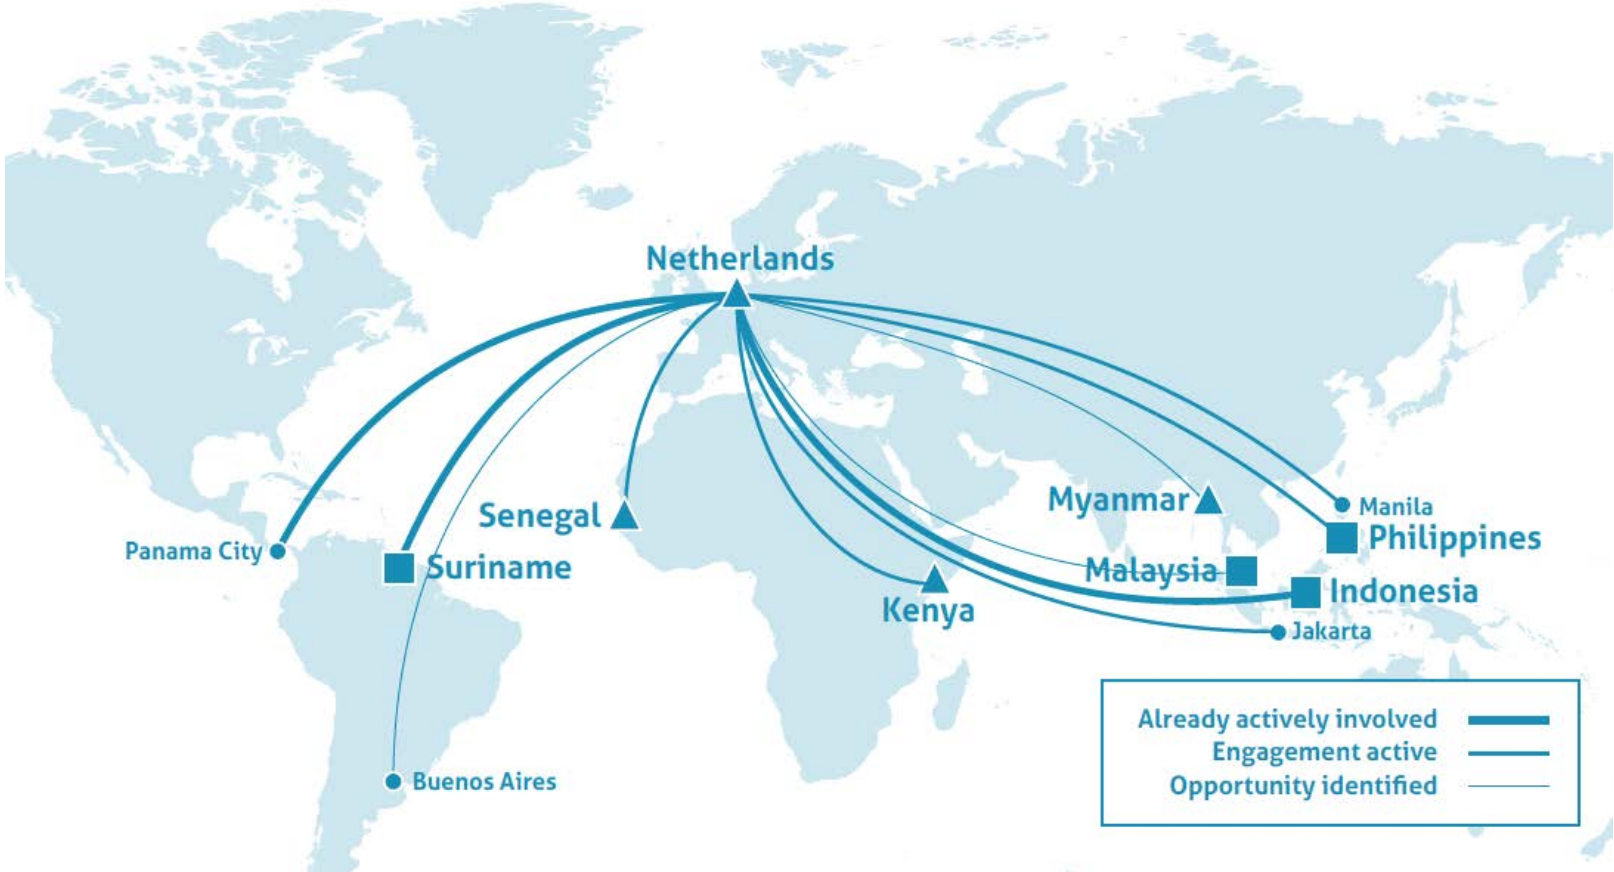 Netherlands
Senegal
Myanmar
Manila
Philippines
Panama City
Suriname
Malaysia
Indonesia
Kenya
Jakarta
Buenos Aires
Already actively involved
Engagement active
Opportunity identified